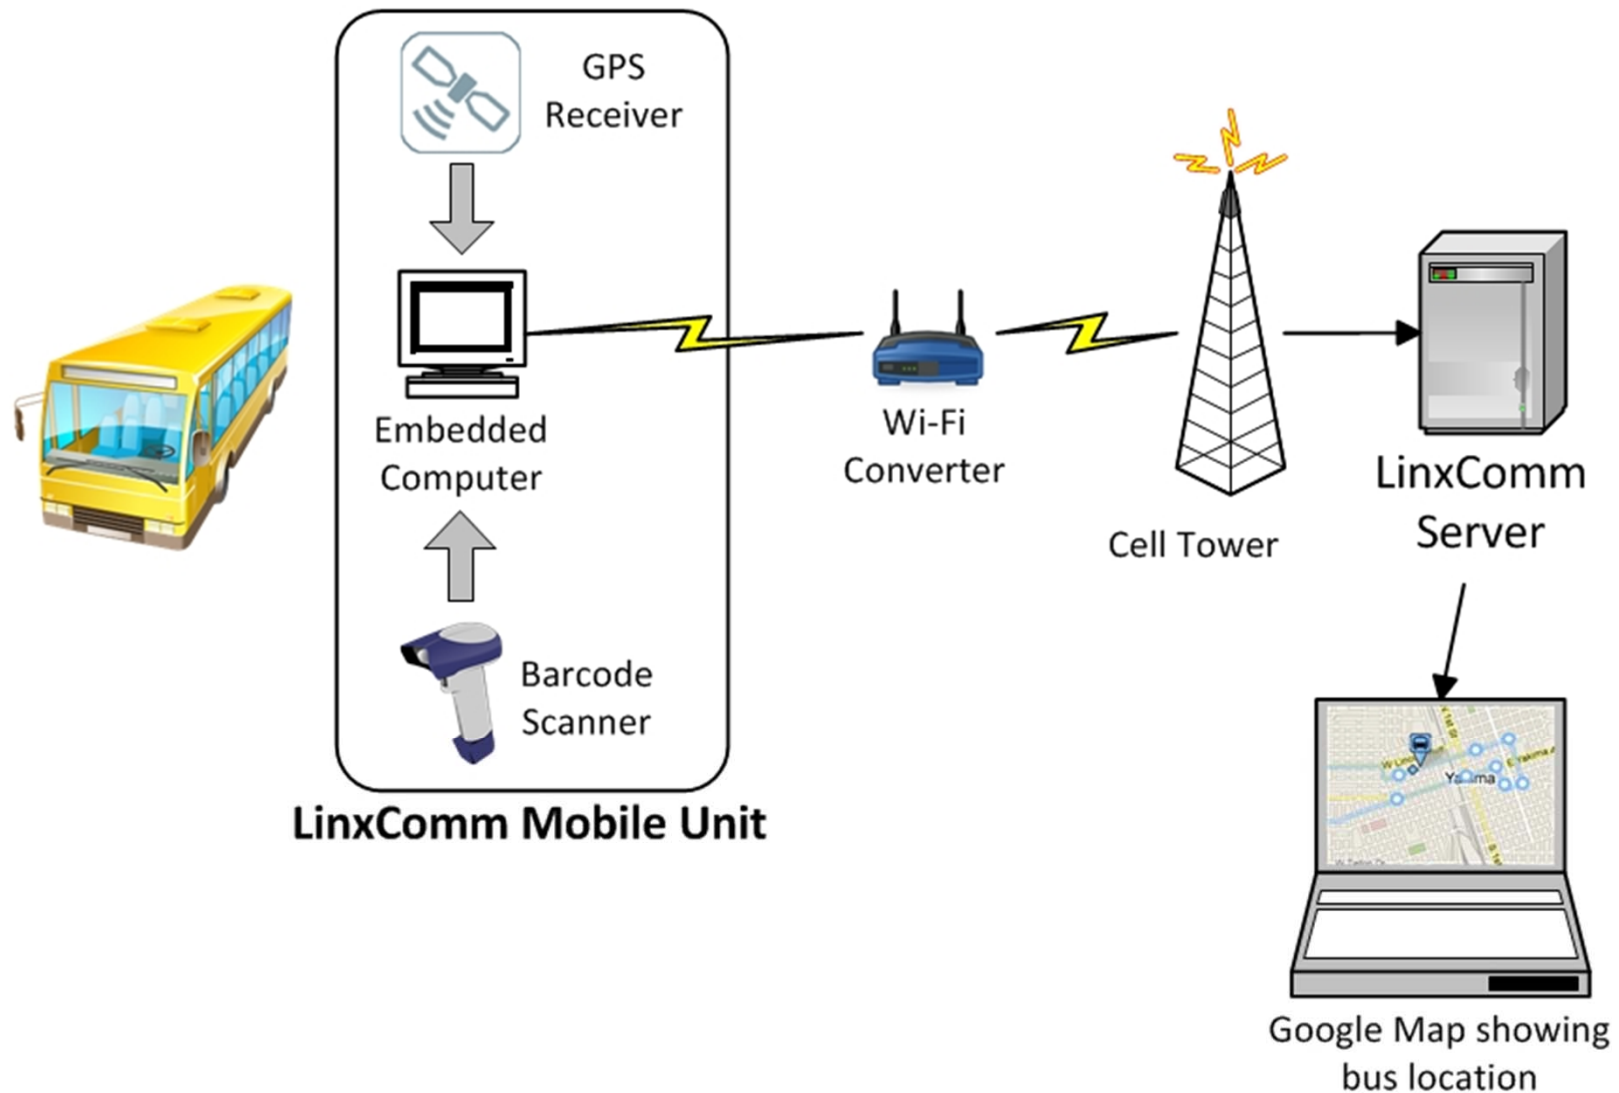 GPS
Receiver
Embedded
Computer
Barcode
Scanner
LinxComm Mobile Unit
Wi-Fi
Converter
Cell Tower
LinxComm
Server
Google Map showing
bus location